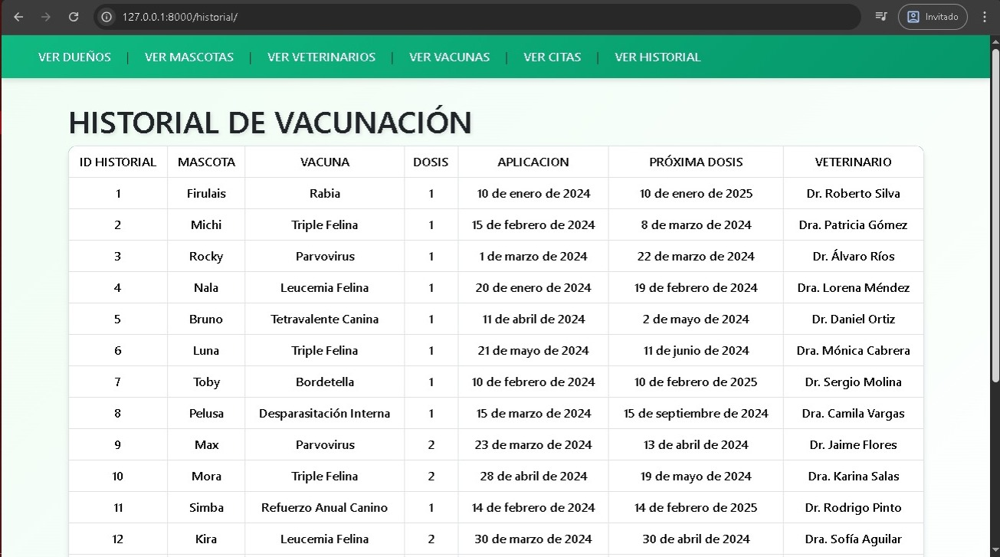 127.0.0.1:8000/historial/
Invitado
VER DUEÑOS | VER MASCOTAS | VER VETERINARIOS | VER VACUNAS | VER CITAS | VER HISTORIAL
HISTORIAL DE VACUNACIÓN
ID HISTORIAL MASCOTA VACUNA DOSIS APLICACION PRÓXIMA DOSIS VETERINARIO
1 Firulais Rabia 1 10 de enero de 2024 10 de enero de 2025 Dr. Roberto Silva
2 Michi Triple Felina 1 15 de febrero de 2024 8 de marzo de 2024 Dra. Patricia Gómez
3 Rocky Parvovirus 1 1 de marzo de 2024 22 de marzo de 2024 Dr. Álvaro Ríos
4 Nala Leucemia Felina 1 20 de enero de 2024 19 de febrero de 2024 Dra. Lorena Méndez
5 Bruno Tetravalente Canina 1 11 de abril de 2024 2 de mayo de 2024 Dr. Daniel Ortiz
6 Luna Triple Felina 1 21 de mayo de 2024 11 de junio de 2024 Dra. Mónica Cabrera
7 Toby Bordetella 1 10 de febrero de 2024 10 de febrero de 2025 Dr. Sergio Molina
8 Pelusa Desparasitación Interna 1 15 de marzo de 2024 15 de septiembre de 2024 Dra. Camila Vargas
9 Max Parvovirus 2 23 de marzo de 2024 13 de abril de 2024 Dr. Jaime Flores
10 Mora Triple Felina 2 28 de abril de 2024 19 de mayo de 2024 Dra. Karina Salas
11 Simba Refuerzo Anual Canino 1 14 de febrero de 2024 14 de febrero de 2025 Dr. Rodrigo Pinto
12 Kira Leucemia Felina 2 30 de marzo de 2024 30 de abril de 2024 Dra. Sofía Aguilar